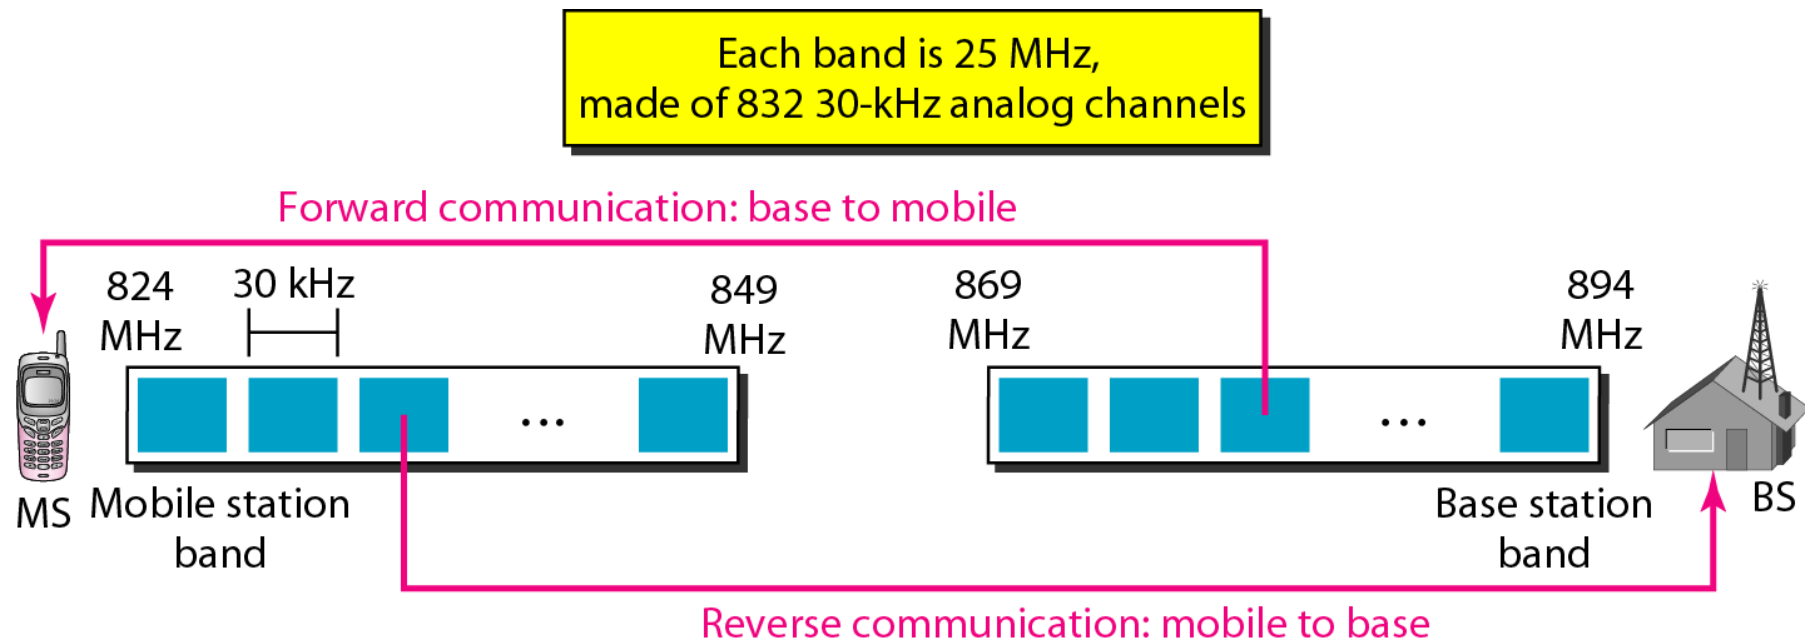 Each band is 25 MHz,
made of 832 30-kHz analog channels
Forward communication: base to mobile
824
MHz
30 kHz
849
MHz
869
MHz
894
MHz
...
...
MS
Mobile station
band
Base station
band
BS
Reverse communication: mobile to base